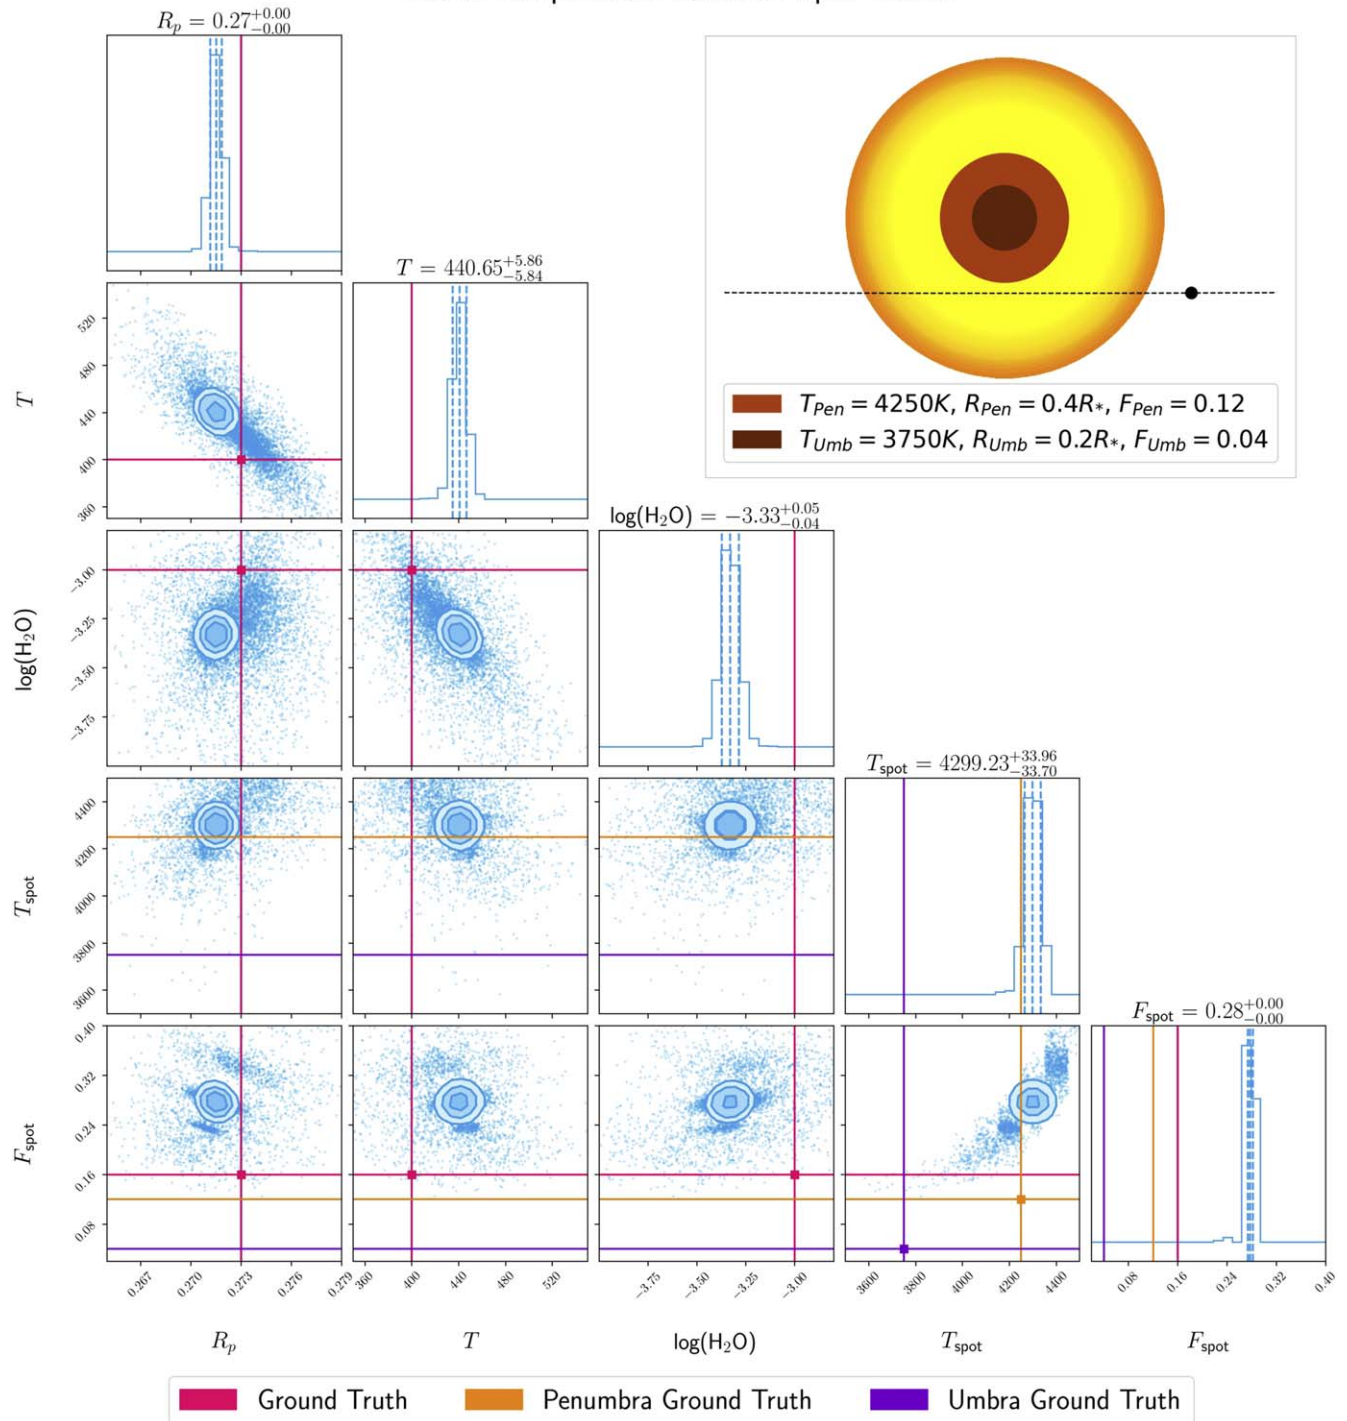 R_p = 0.27^{+0.00}_{-0.00}
T_{Pen} = 4250K, R_{Pen} = 0.4R_*, F_{Pen} = 0.12
T_{Umb} = 3750K, R_{Umb} = 0.2R_*, F_{Umb} = 0.04
T = 440.65^{+5.86}_{-5.84}
T
520
480
440
400
360
log(H₂O) = −3.33^{+0.05}_{-0.04}
log(H₂O)
−3.00
−3.25
−3.50
−3.75
T_{spot} = 4299.23^{+33.96}_{-33.70}
T_{spot}
4400
4200
4000
3800
3600
F_{spot} = 0.28^{+0.00}_{-0.00}
F_{spot}
0.40
0.32
0.24
0.16
0.08
0.267 0.270 0.273 0.276 0.279
360 400 440 480 520
−3.75 −3.50 −3.25 −3.00
3600 3800 4000 4200 4400
0.08 0.16 0.24 0.32 0.40
R_p T log(H₂O) T_{spot} F_{spot}
Ground Truth Penumbra Ground Truth Umbra Ground Truth